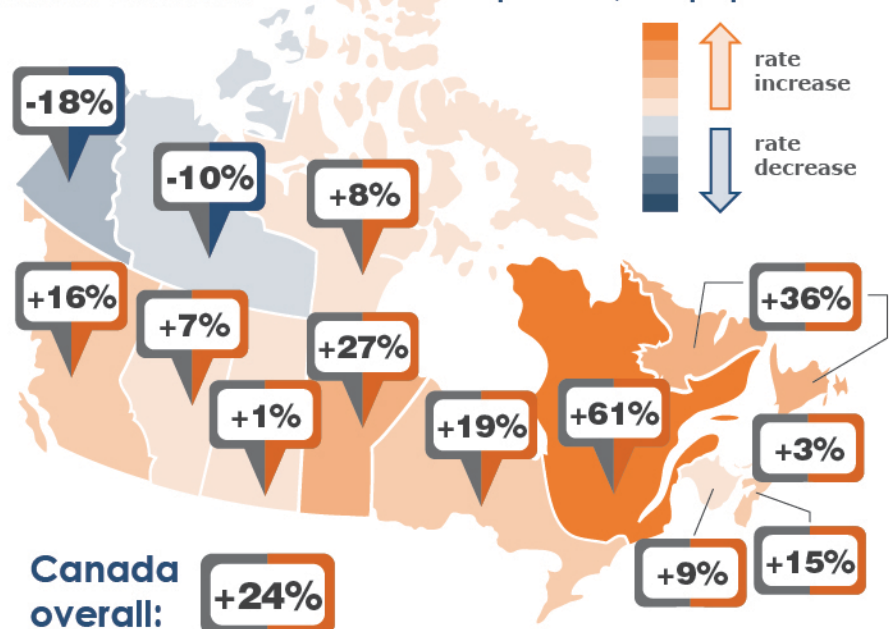 rate
increase
rate
decrease
-18%
-10%
+8%
+16%
+7%
+27%
+36%
+1%
+19%
+61%
+3%
+9%
+15%
Canada
overall:
+24%